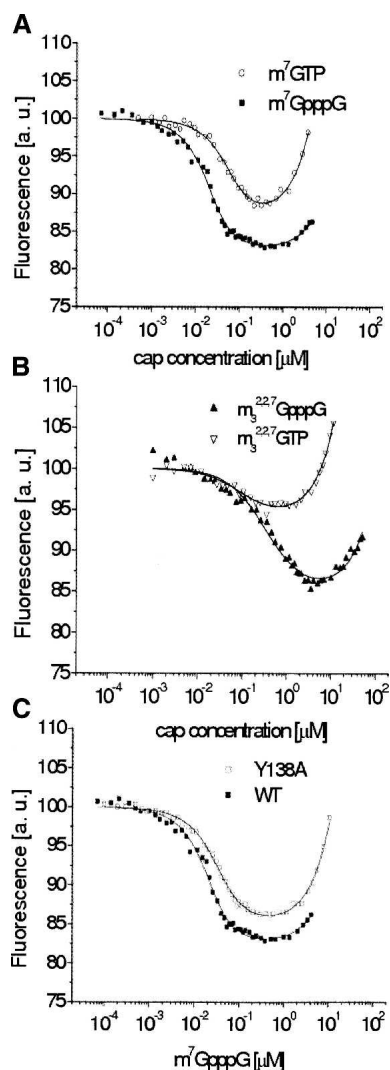 A
110
105
100
95
90
85
80
75
Fluorescence [a. u.]
m⁷GTP
m⁷GpppG
10⁻⁴ 10⁻³ 10⁻² 10⁻¹ 10⁰ 10¹ 10²
cap concentration [μM]
B
110
105
100
95
90
85
80
75
Fluorescence [a. u.]
m₃²,²,⁷GpppG
m₃²,²,⁷GTP
10⁻⁴ 10⁻³ 10⁻² 10⁻¹ 10⁰ 10¹ 10²
cap concentration [μM]
C
110
105
100
95
90
85
80
75
Fluorescence [a. u.]
Y138A
WT
10⁻⁴ 10⁻³ 10⁻² 10⁻¹ 10⁰ 10¹ 10²
m⁷GpppG [μM]